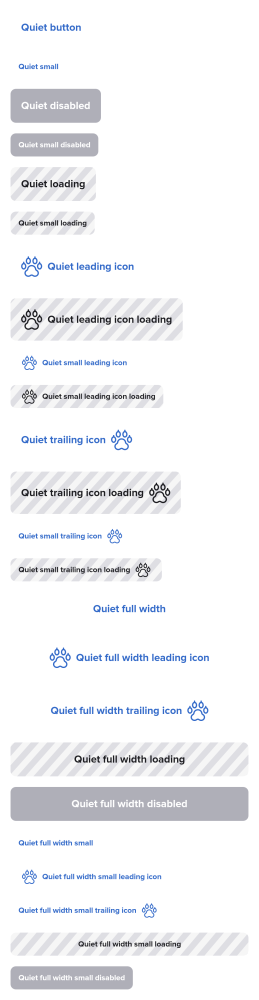 Quiet button
Quiet small
Quiet disabled
Quiet small disabled
Quiet loading
Quiet small loading
Quiet leading icon
Quiet leading icon loading
Quiet small leading icon
Quiet small leading icon loading
Quiet trailing icon
Quiet trailing icon loading
Quiet small trailing icon
Quiet small trailing icon loading
Quiet full width
Quiet full width leading icon
Quiet full width trailing icon
Quiet full width loading
Quiet full width disabled
Quiet full width small
Quiet full width small leading icon
Quiet full width small trailing icon
Quiet full width small loading
Quiet full width small disabled